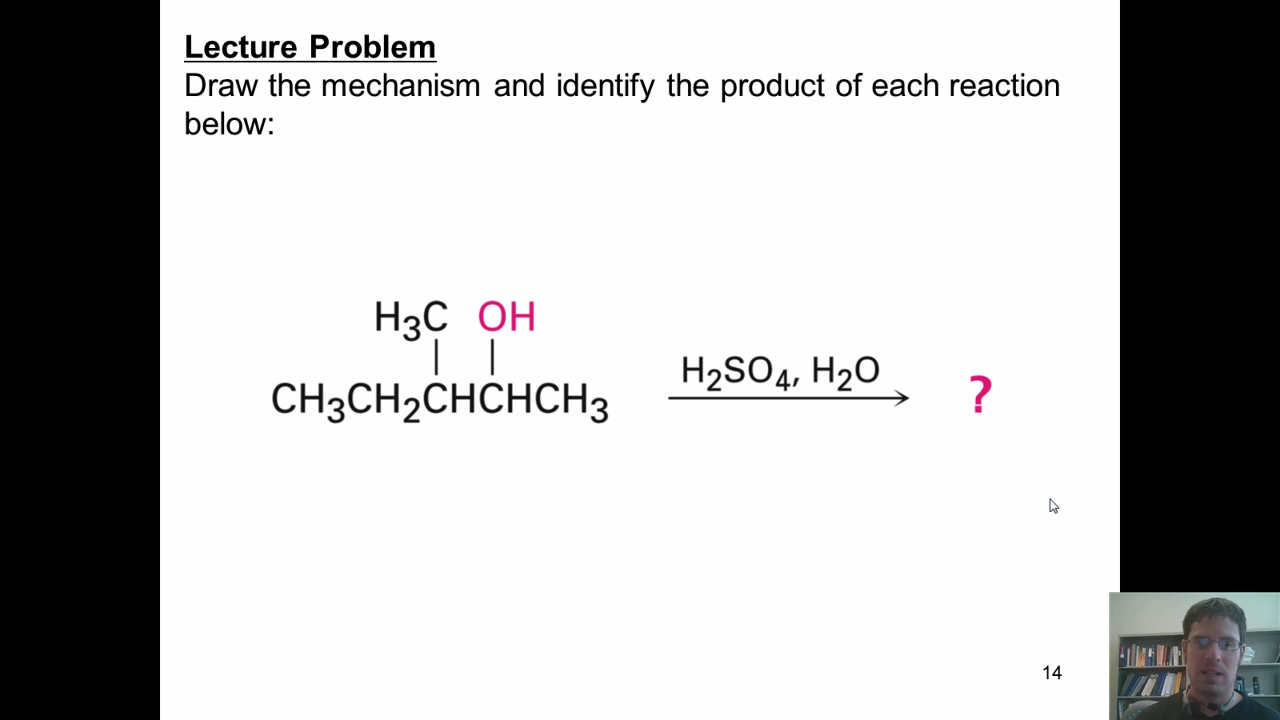 Lecture Problem
Draw the mechanism and identify the product of each reaction
below:
H₃C OH
CH₃CH₂CHCHCH₃
H₂SO₄, H₂O
?
14